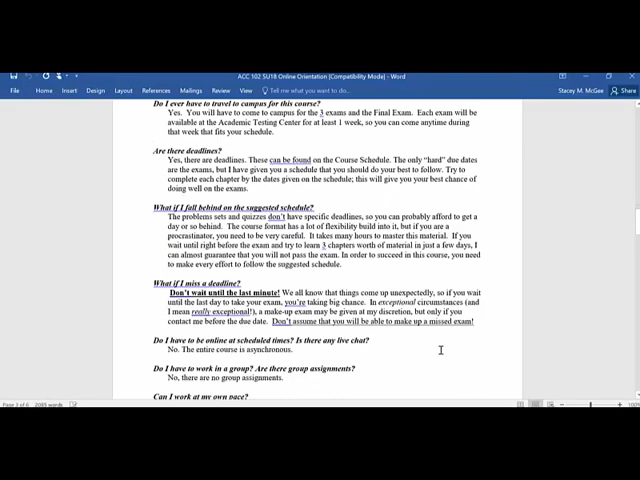 ACC 102 SU18 Online Orientation [Compatibility Mode] - Word
File Home Insert Design Layout References Mailings Review View Tell me what you want to do... Stacey M. McGee Share
Do I ever have to travel to campus for this course?
Yes. You will have to come to campus for the 3 exams and the Final Exam. Each exam will be
available at the Academic Testing Center for at least 1 week, so you can come anytime during
that week that fits your schedule.
Are there deadlines?
Yes, there are deadlines. These can be found on the Course Schedule. The only “hard” due dates
are the exams, but I have given you a schedule that you should do your best to follow. Try to
complete each chapter by the dates given on the schedule; this will give you your best chance of
doing well on the exams.
What if I fall behind on the suggested schedule?
The problems sets and quizzes don’t have specific deadlines, so you can probably afford to get a
day or so behind. The course format has a lot of flexibility build into it, but if you are a
procrastinator, you need to be very careful. It takes many hours to master this material. If you
wait until right before the exam and try to learn 3 chapters worth of material in just a few days, I
can almost guarantee that you will not pass the exam. In order to succeed in this course, you need
to make every effort to follow the suggested schedule.
What if I miss a deadline?
Don’t wait until the last minute! We all know that things come up unexpectedly, so if you wait
until the last day to take your exam, you’re taking big chance. In exceptional circumstances (and
I mean really exceptional!), a make-up exam may be given at my discretion, but only if you
contact me before the due date. Don’t assume that you will be able to make up a missed exam!
Do I have to be online at scheduled times? Is there any live chat?
No. The entire course is asynchronous.
Do I have to work in a group? Are there group assignments?
No, there are no group assignments.
Can I work at my own pace?
Page 3 of 6 2085 words 100%